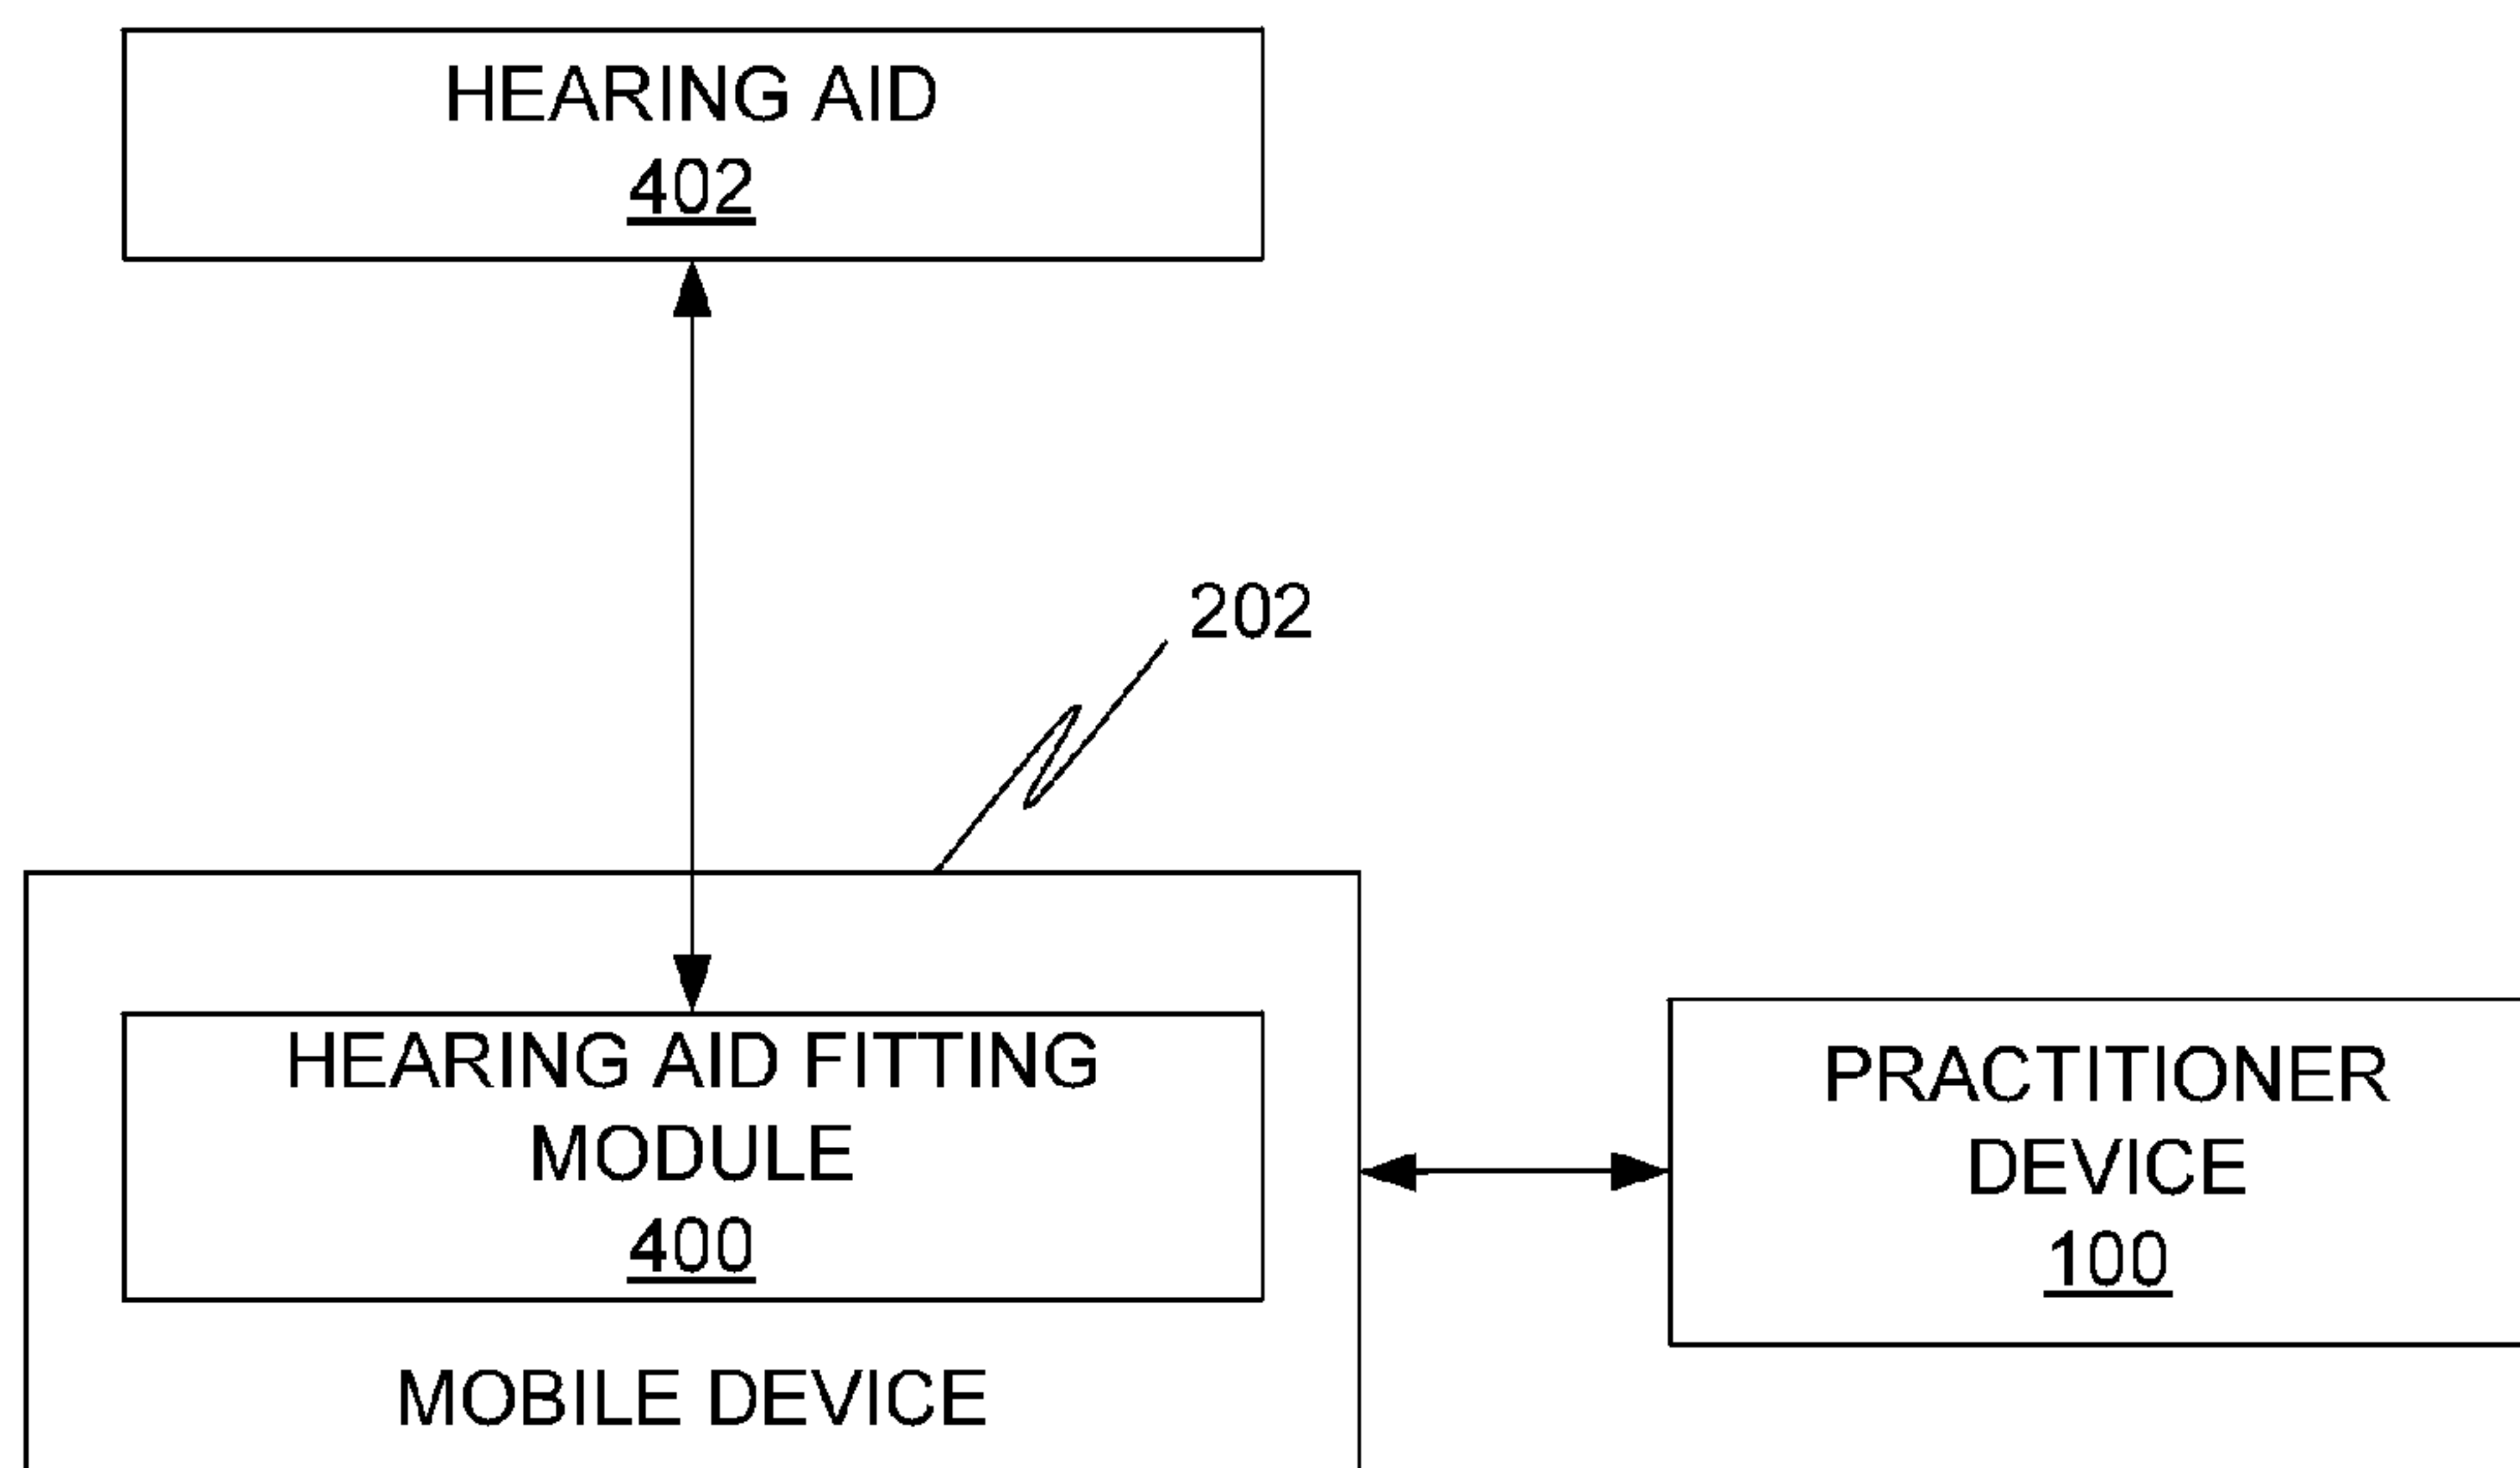 HEARING AID
402
202
HEARING AID FITTING
MODULE
400
MOBILE DEVICE
PRACTITIONER
DEVICE
100